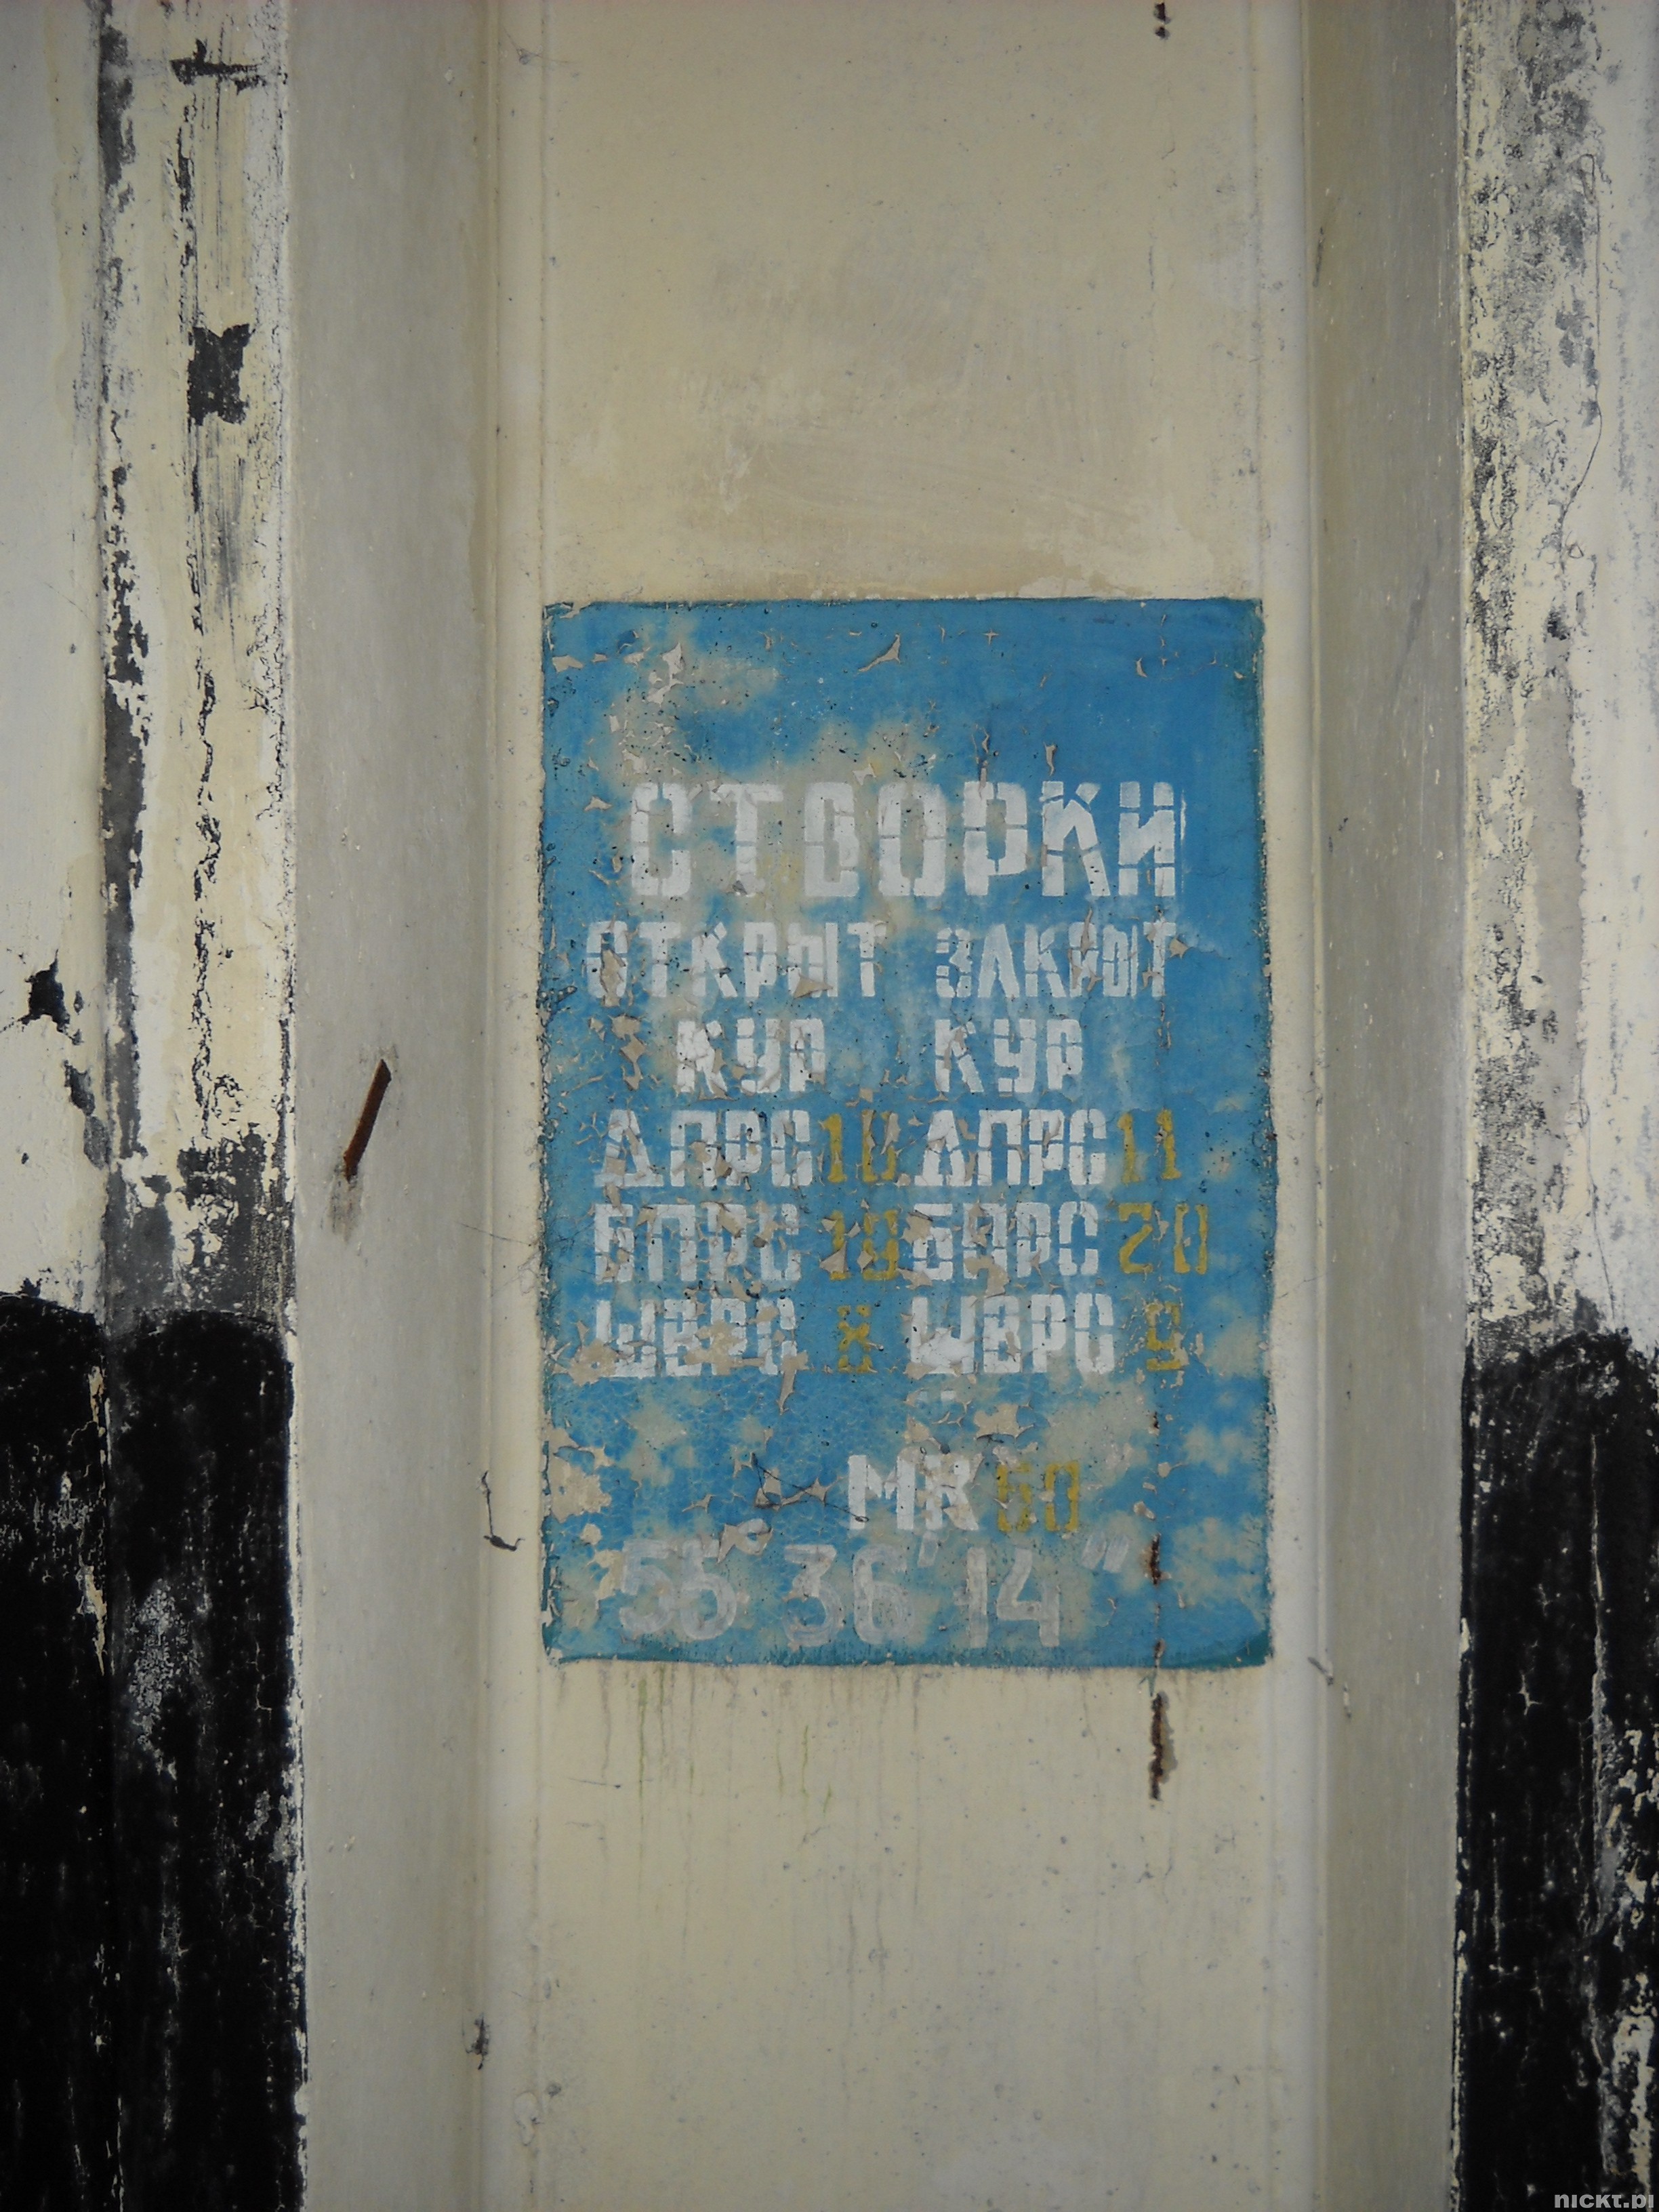 СТВОРКИ
ОТКРЫТ ЗАКРЫТ
КУР КУР
ДПРС 10 ДПРС 11
БПРС 19 БПРС 20
ШВРС 8 ШВРС 9
МК 60
55° 36' 14"
nickt.pl